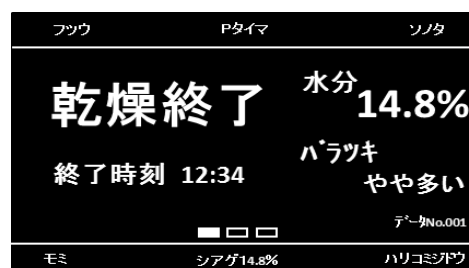 フツウ Pタイマ ソノタ
乾燥終了
水分 14.8%
終了時刻 12:34
バラツキ
やや多い
データNo.001
モミ シアゲ14.8% ハリコミジドウ